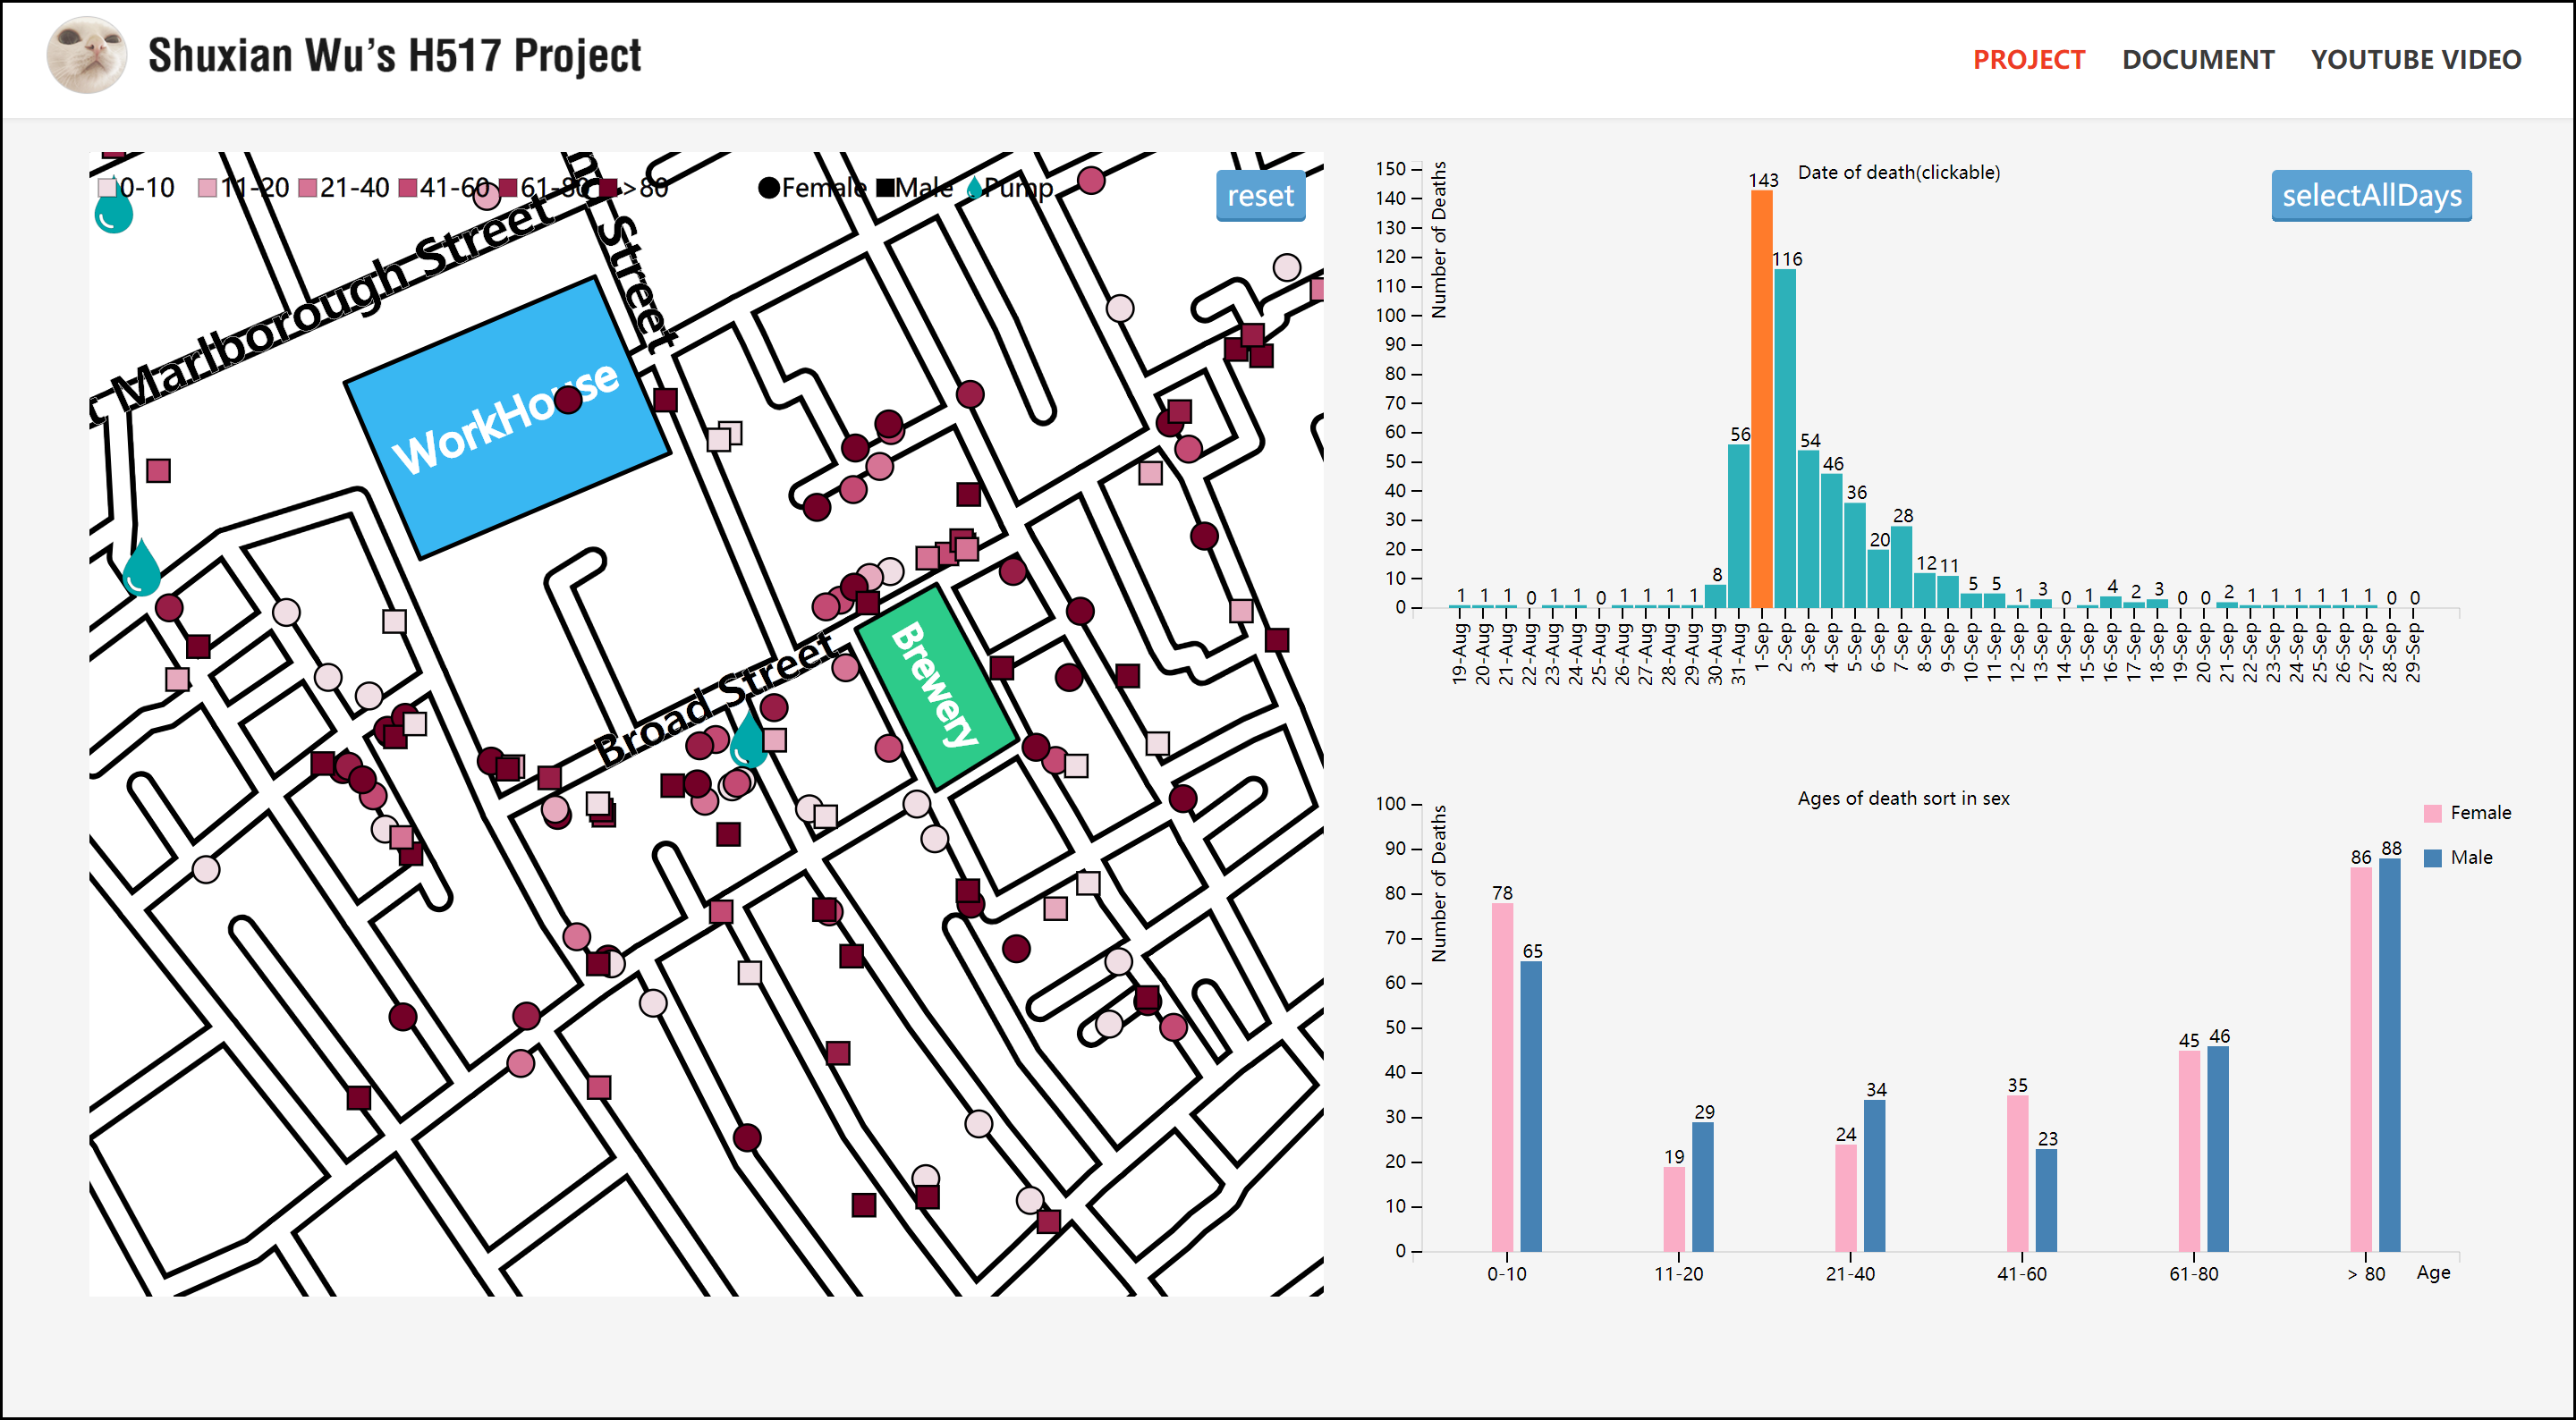 Shuxian Wu's H517 Project
PROJECT DOCUMENT YOUTUBE VIDEO
0-10 11-20 21-40 41-60 61-80 >80 Female Male Pump
reset
Marlborough Street
Street
WorkHouse
Broad Street
Brewery
Date of death(clickable)
selectAllDays
Number of Deaths
150
140
130
120
110
100
90
80
70
60
50
40
30
20
10
0
1 1 1 0 1 1 0 1 1 1 1 8 56 143 116 54 46 36 20 28 12 11 5 5 1 3 0 1 4 2 3 0 0 2 1 1 1 1 1 1 0 0
19-Aug 20-Aug 21-Aug 22-Aug 23-Aug 24-Aug 25-Aug 26-Aug 27-Aug 28-Aug 29-Aug 30-Aug 31-Aug 1-Sep 2-Sep 3-Sep 4-Sep 5-Sep 6-Sep 7-Sep 8-Sep 9-Sep 10-Sep 11-Sep 12-Sep 13-Sep 14-Sep 15-Sep 16-Sep 17-Sep 18-Sep 19-Sep 20-Sep 21-Sep 22-Sep 23-Sep 24-Sep 25-Sep 26-Sep 27-Sep 28-Sep 29-Sep
Ages of death sort in sex
Female
Male
Number of Deaths
100
90
80
70
60
50
40
30
20
10
0
78 65 19 29 24 34 35 23 45 46 86 88
0-10 11-20 21-40 41-60 61-80 > 80 Age